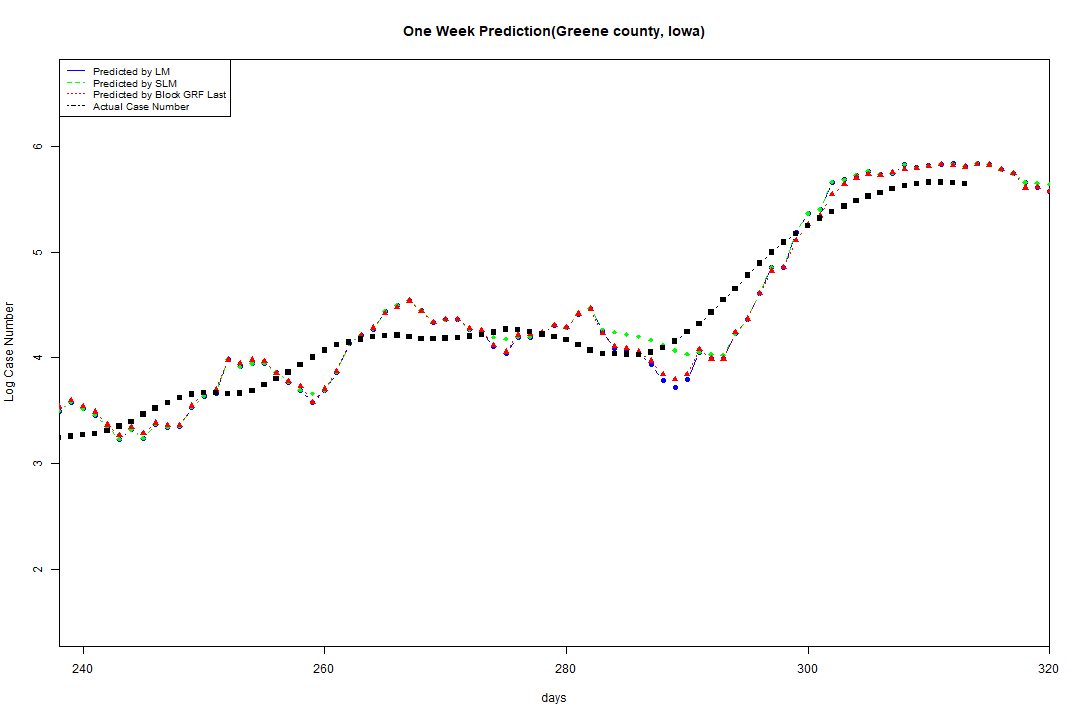 One Week Prediction(Greene county, Iowa)
Predicted by LM
Predicted by SLM
Predicted by Block GRF Last
Actual Case Number
6
5
4
3
2
Log Case Number
240 260 280 300 320
days